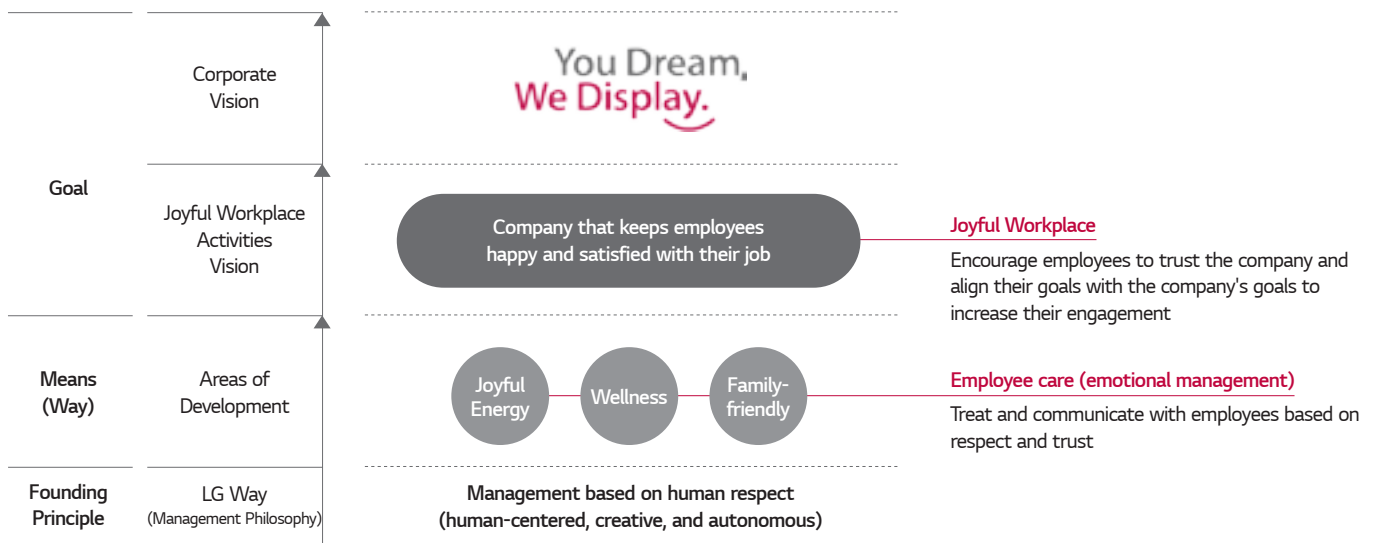 Goal
Corporate
Vision
You Dream,
We Display.
Joyful Workplace
Activities
Vision
Company that keeps employees
happy and satisfied with their job
Joyful Workplace
Encourage employees to trust the company and
align their goals with the company's goals to
increase their engagement
Means
(Way)
Areas of
Development
Joyful
Energy
Wellness
Family-
friendly
Employee care (emotional management)
Treat and communicate with employees based on
respect and trust
Founding
Principle
LG Way
(Management Philosophy)
Management based on human respect
(human-centered, creative, and autonomous)